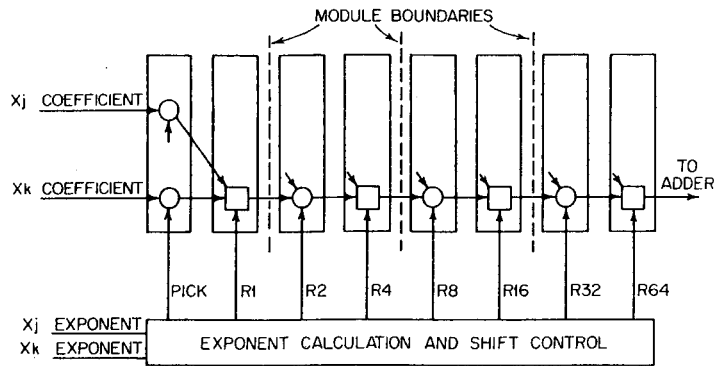 MODULE BOUNDARIES
Xj COEFFICIENT
Xk COEFFICIENT
TO
ADDER
PICK R1 R2 R4 R8 R16 R32 R64
Xj EXPONENT
Xk EXPONENT
EXPONENT CALCULATION AND SHIFT CONTROL